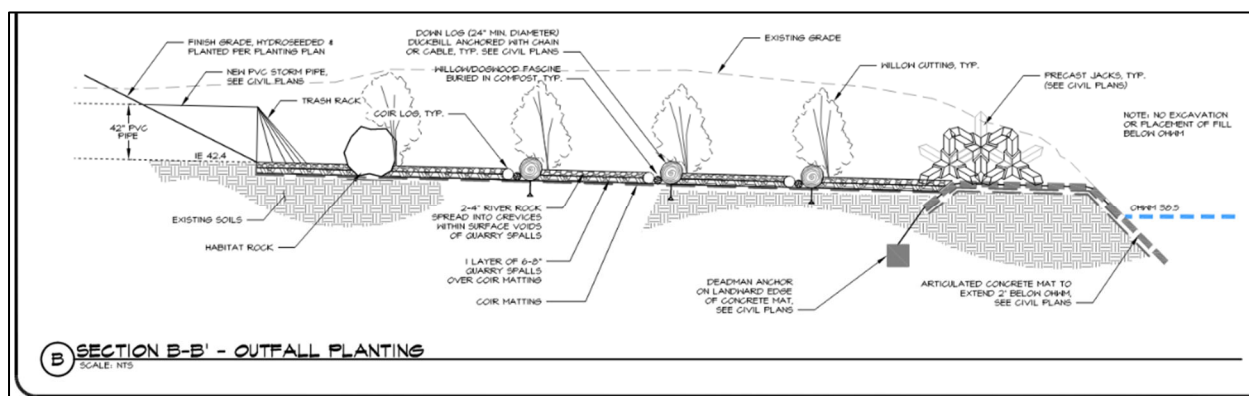 FINISH GRADE, HYDROSEEDED &
PLANTED PER PLANTING PLAN
NEW PVC STORM PIPE,
SEE CIVIL PLANS
TRASH RACK
42" PVC
PIPE
IE 42.4
EXISTING SOILS
HABITAT ROCK
COIR LOG, TYP.
DOWN LOG (24" MIN. DIAMETER)
DUCKBILL ANCHORED WITH CHAIN
OR CABLE, TYP. SEE CIVIL PLANS
WILLOW/DOGWOOD FASCINE
BURIED IN COMPOST, TYP.
EXISTING GRADE
WILLOW CUTTING, TYP.
PRECAST JACKS, TYP.
(SEE CIVIL PLANS)
NOTE: NO EXCAVATION
OR PLACEMENT OF FILL
BELOW OHWM
2-4" RIVER ROCK
SPREAD INTO CREVICES
WITHIN SURFACE VOIDS
OF QUARRY SPALLS
1 LAYER OF 6-8"
QUARRY SPALLS
OVER COIR MATTING
COIR MATTING
DEADMAN ANCHOR
ON LANDWARD EDGE
OF CONCRETE MAT,
SEE CIVIL PLANS
OHWM
ARTICULATED CONCRETE MAT TO
EXTEND 2' BELOW OHWM,
SEE CIVIL PLANS
B
SECTION B-B' - OUTFALL PLANTING
SCALE: NTS